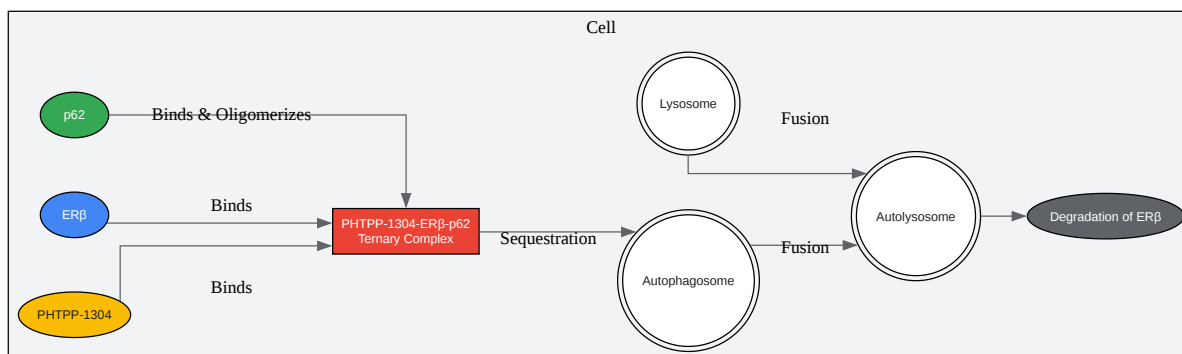 Cell
Lysosome
p62
Binds & Oligomerizes
Fusion
ERβ
Binds
PHTPP-1304-ERβ-p62
Ternary Complex
Sequestration
Autolysosome
Degradation of ERβ
Fusion
Autophagosome
Binds
PHTPP-1304